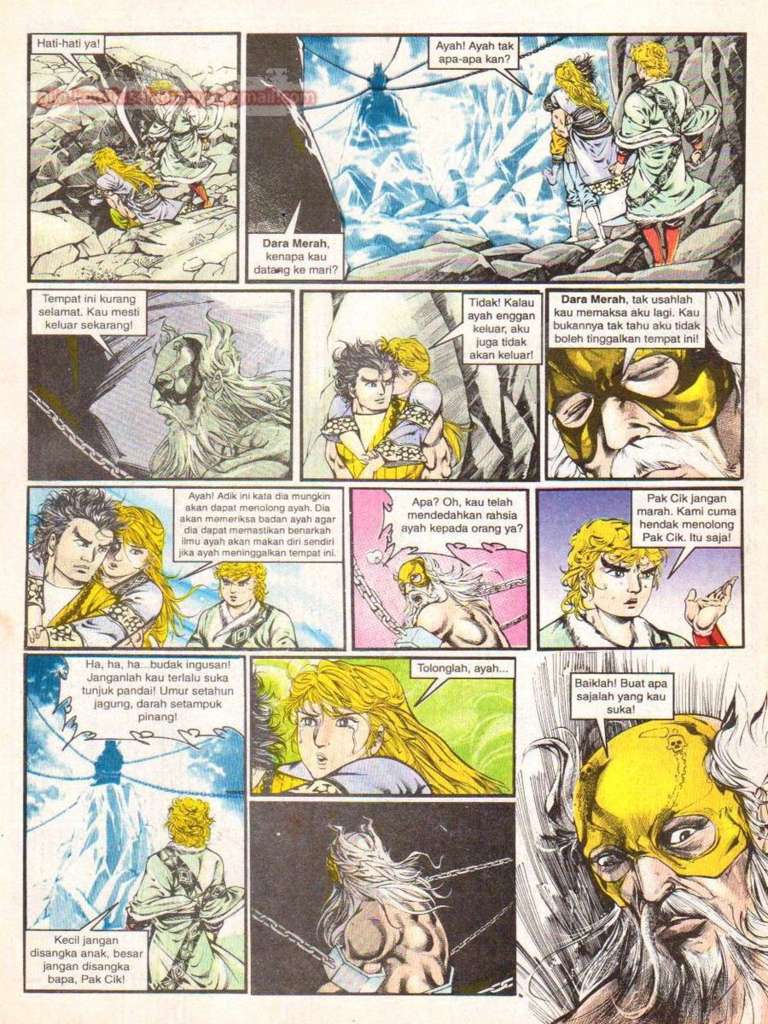 Hati-hati ya!
Ayah! Ayah tak
apa-apa kan?
Dara Merah,
kenapa kau
datang ke mari?
Tempat ini kurang
selamat. Kau mesti
keluar sekarang!
Tidak! Kalau
ayah enggan
keluar, aku
juga tidak
akan keluar!
Dara Merah, tak usahlah
kau memaksa aku lagi. Kau
bukannya tak tahu aku tidak
boleh tinggalkan tempat ini!
Ayah! Adik ini kata dia mungkin
akan dapat menolong ayah. Dia
akan memeriksa badan ayah agar
dia dapat memastikan benarkah
ilmu ayah akan makan diri sendiri
jika ayah meninggalkan tempat ini.
Apa? Oh, kau telah
mendedahkan rahsia
ayah kepada orang ya?
Pak Cik jangan
marah. Kami cuma
hendak menolong
Pak Cik. Itu saja!
Ha, ha, ha...budak ingusan!
Janganlah kau terlalu suka
tunjuk pandai! Umur setahun
jagung, darah setampuk
pinang!
Kecil jangan
disangka anak, besar
jangan disangka
bapa, Pak Cik!
Tolonglah, ayah...
Baiklah! Buat apa
sajalah yang kau
suka!